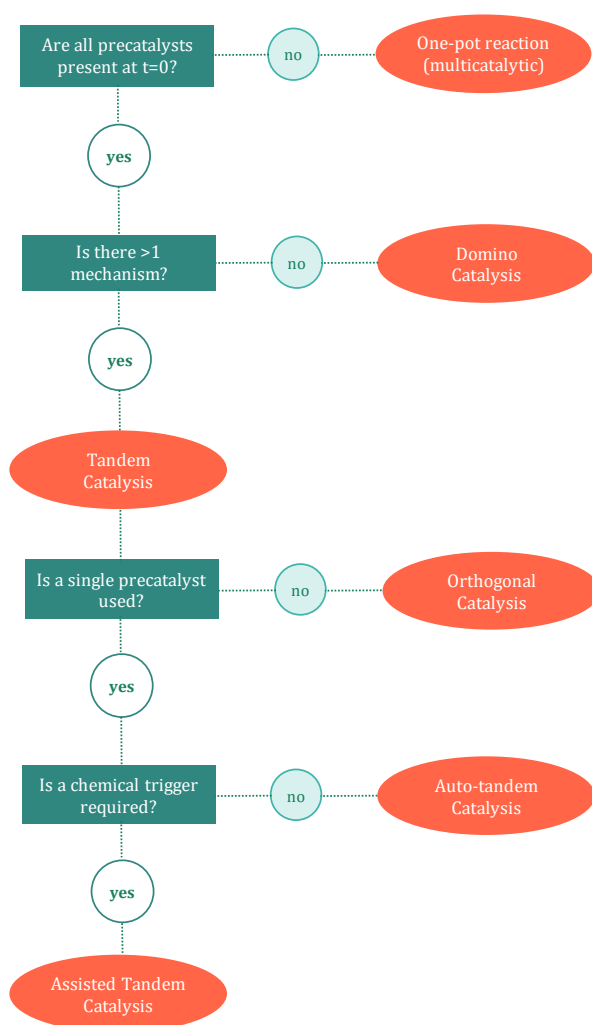 Are all precatalysts
present at t=0?
no
One-pot reaction
(multicatalytic)
yes
Is there >1
mechanism?
no
Domino
Catalysis
yes
Tandem
Catalysis
Is a single precatalyst
used?
no
Orthogonal
Catalysis
yes
Is a chemical trigger
required?
no
Auto-tandem
Catalysis
yes
Assisted Tandem
Catalysis